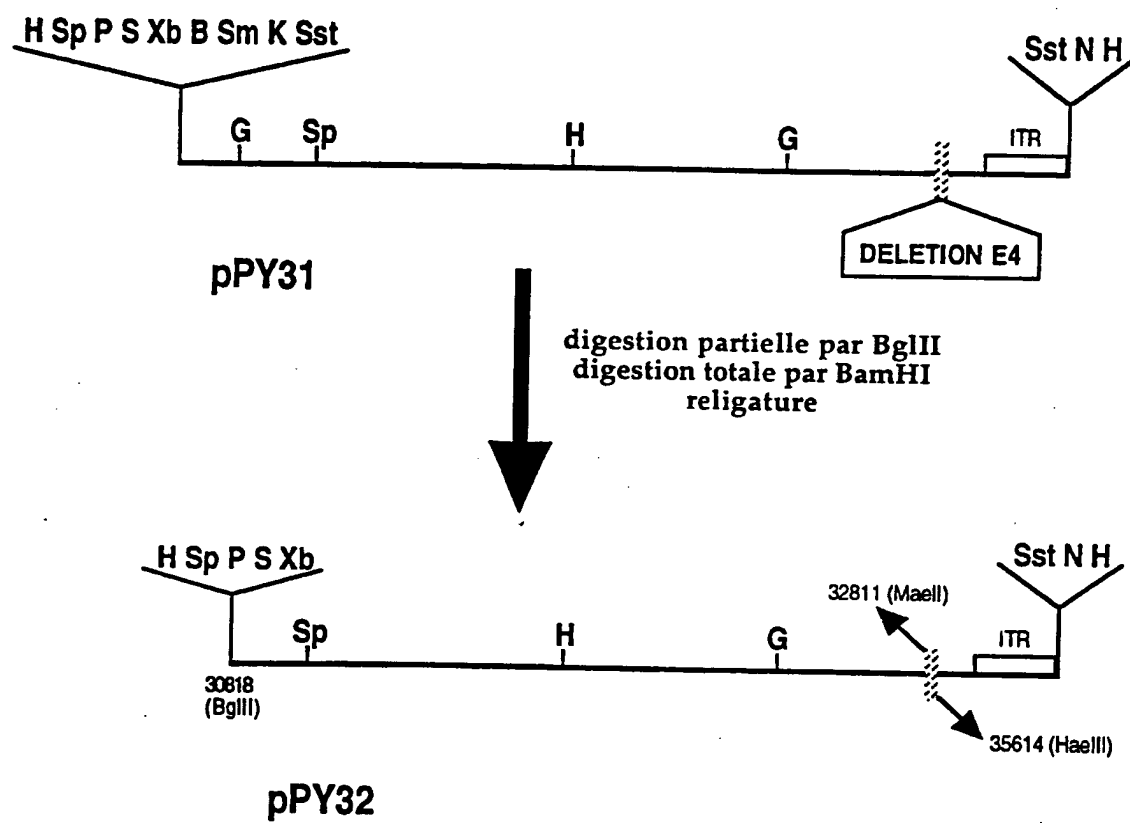 H Sp P S Xb B Sm K Sst
Sst N H
G Sp H G ITR
DELETION E4
pPY31
digestion partielle par BglII
digestion totale par BamHI
religature
H Sp P S Xb
Sst N H
32811 (MaeII)
Sp H G ITR
30818
(BglII)
35614 (HaeIII)
pPY32